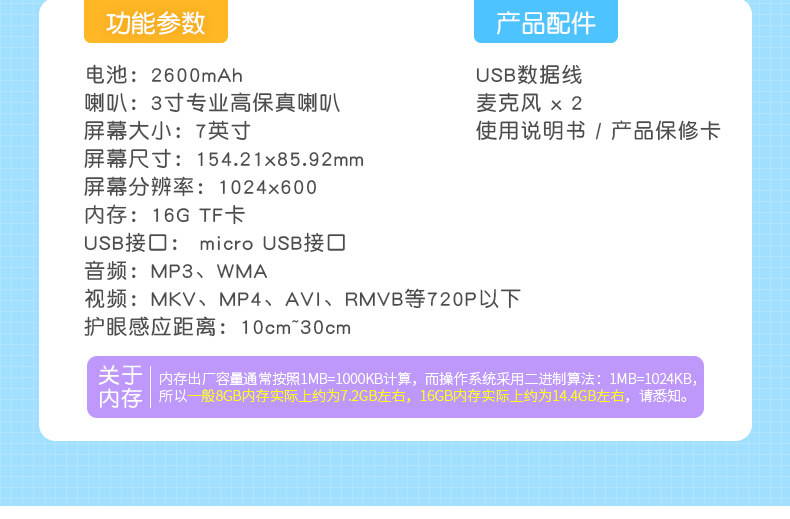 功能参数
电池：2600mAh
喇叭：3寸专业高保真喇叭
屏幕大小：7英寸
屏幕尺寸：154.21x85.92mm
屏幕分辨率：1024x600
内存：16G TF卡
USB接口： micro USB接口
音频：MP3、WMA
视频：MKV、MP4、AVI、RMVB等720P以下
护眼感应距离：10cm~30cm
产品配件
USB数据线
麦克风 x 2
使用说明书 / 产品保修卡
关于
内存
内存出厂容量通常按照1MB=1000KB计算，而操作系统采用二进制算法：1MB=1024KB，
所以一般8GB内存实际上约为7.2GB左右，16GB内存实际上约为14.4GB左右，请悉知。